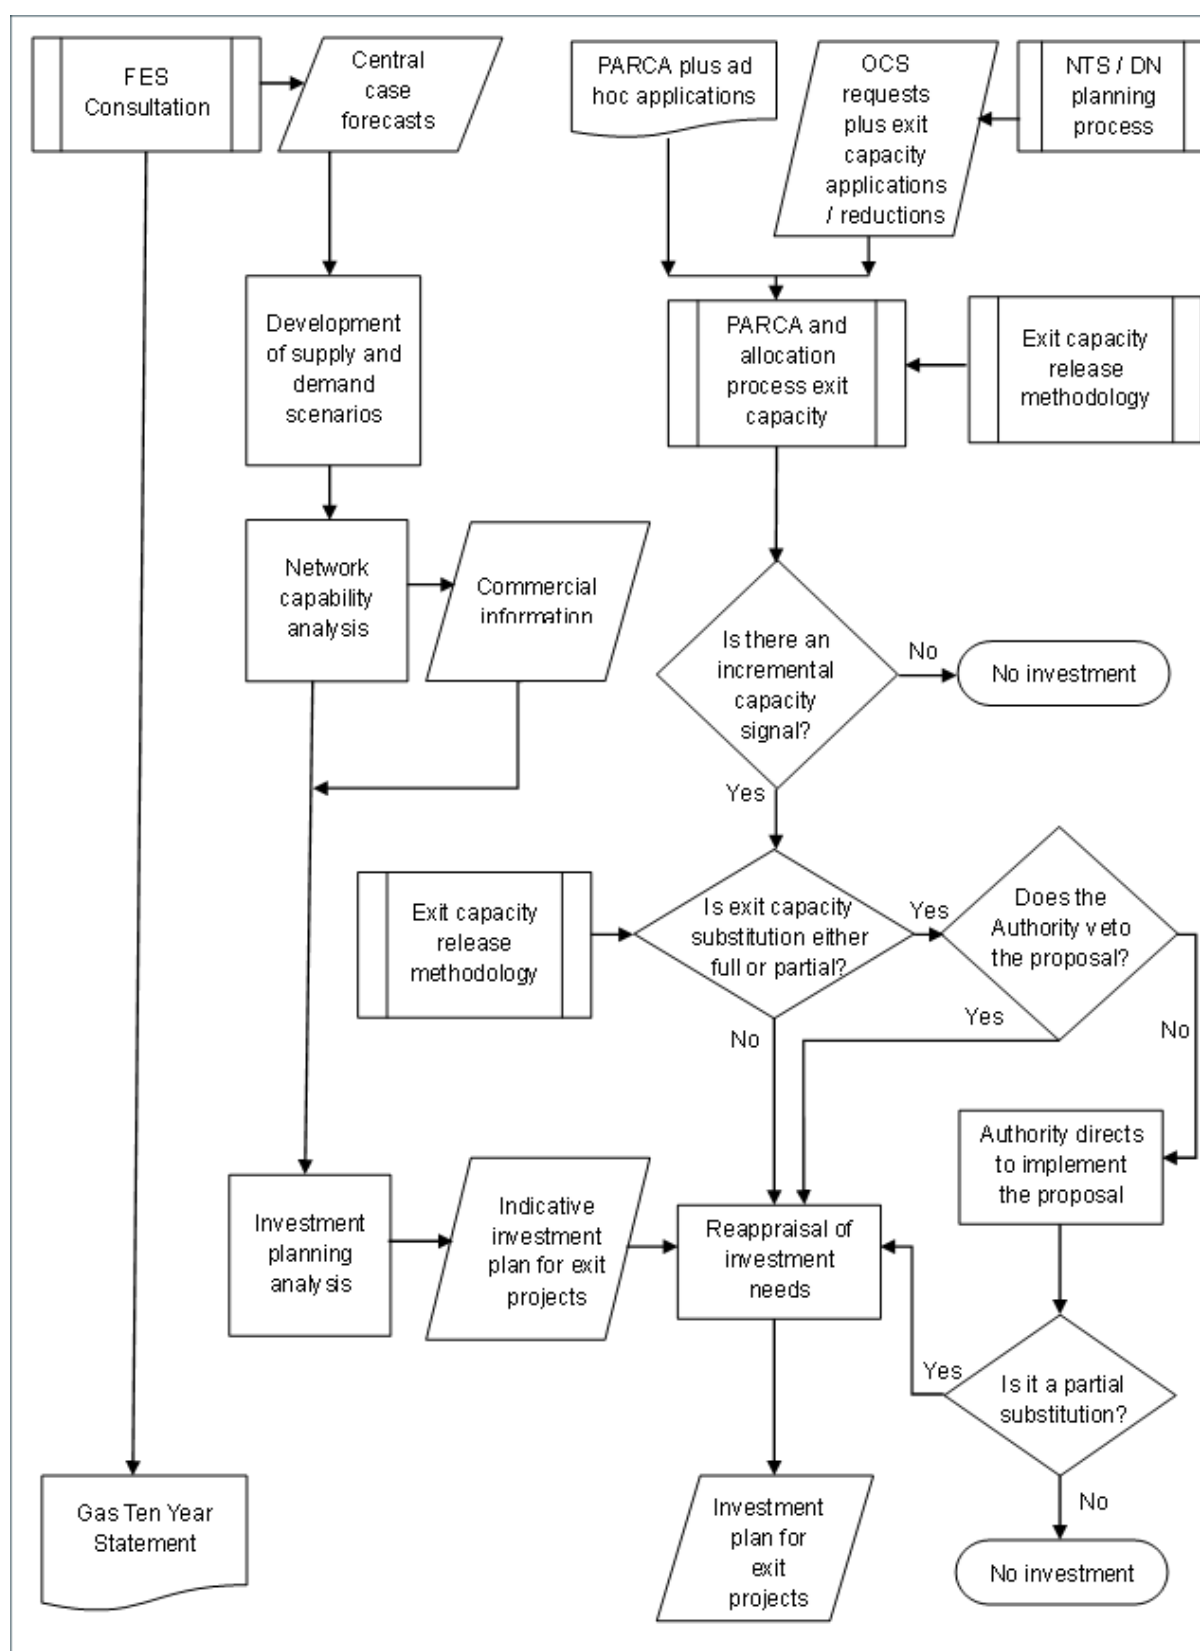 FES
Consultation
Central
case
forecasts
PARCA plus ad
hoc applications
OCS
requests
plus exit
capacity
applications
/ reductions
NTS / DN
planning
process
Development
of supply and
demand
scenarios
PARCA and
allocation
process exit
capacity
Exit capacity
release
methodology
Network
capability
analysis
Commercial
information
Is there an
incremental
capacity
signal?
No
No investment
Yes
Exit capacity
release
methodology
Is exit capacity
substitution either
full or partial?
Yes
Does the
Authority veto
the proposal?
Yes
No
No
Authority directs
to implement
the proposal
Investment
planning
analysis
Indicative
investment
plan for exit
projects
Reappraisal of
investment
needs
Yes
Is it a partial
substitution?
No
No investment
Investment
plan for
exit
projects
Gas Ten Year
Statement